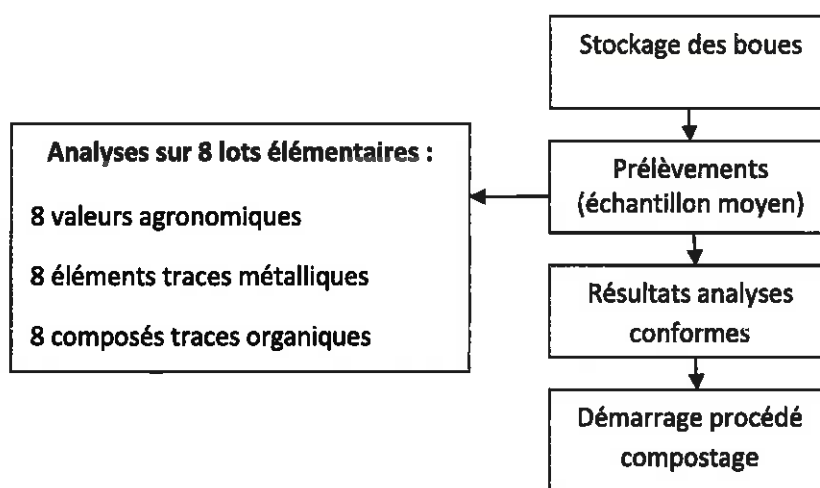 Stockage des boues
Analyses sur 8 lots élémentaires :
8 valeurs agronomiques
8 éléments traces métalliques
8 composés traces organiques
Prélèvements
(échantillon moyen)
Résultats analyses
conformes
Démarrage procédé
compostage